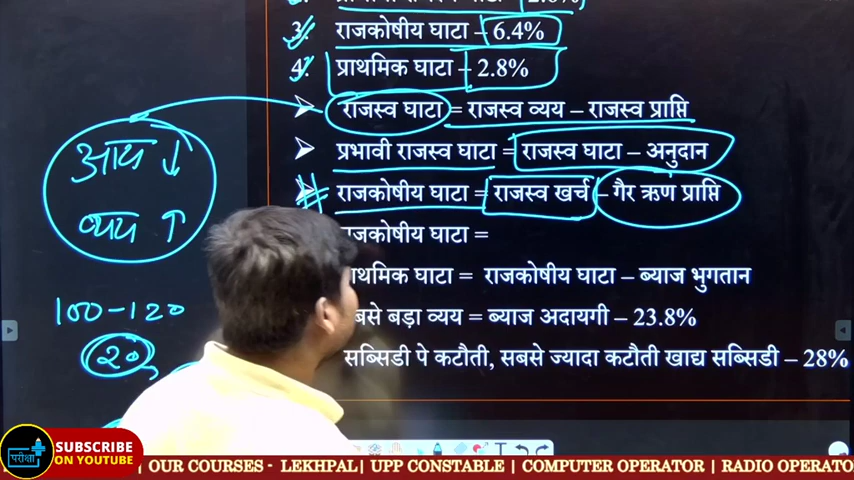 3. राजकोषीय घाटा – 6.4%
4. प्राथमिक घाटा – 2.8%
➤ राजस्व घाटा = राजस्व व्यय – राजस्व प्राप्ति
➤ प्रभावी राजस्व घाटा = राजस्व घाटा – अनुदान
➤ राजकोषीय घाटा = राजस्व खर्च – गैर ऋण प्राप्ति
राजकोषीय घाटा =
प्राथमिक घाटा = राजकोषीय घाटा – ब्याज भुगतान
सबसे बड़ा व्यय = ब्याज अदायगी – 23.8%
सब्सिडी पे कटौती, सबसे ज्यादा कटौती खाद्य सब्सिडी – 28%
आय ↓
व्यय ↑
100 – 120
20
परीक्षा
SUBSCRIBE
ON YOUTUBE
| OUR COURSES - LEKHPAL| UPP CONSTABLE | COMPUTER OPERATOR | RADIO OPERATO